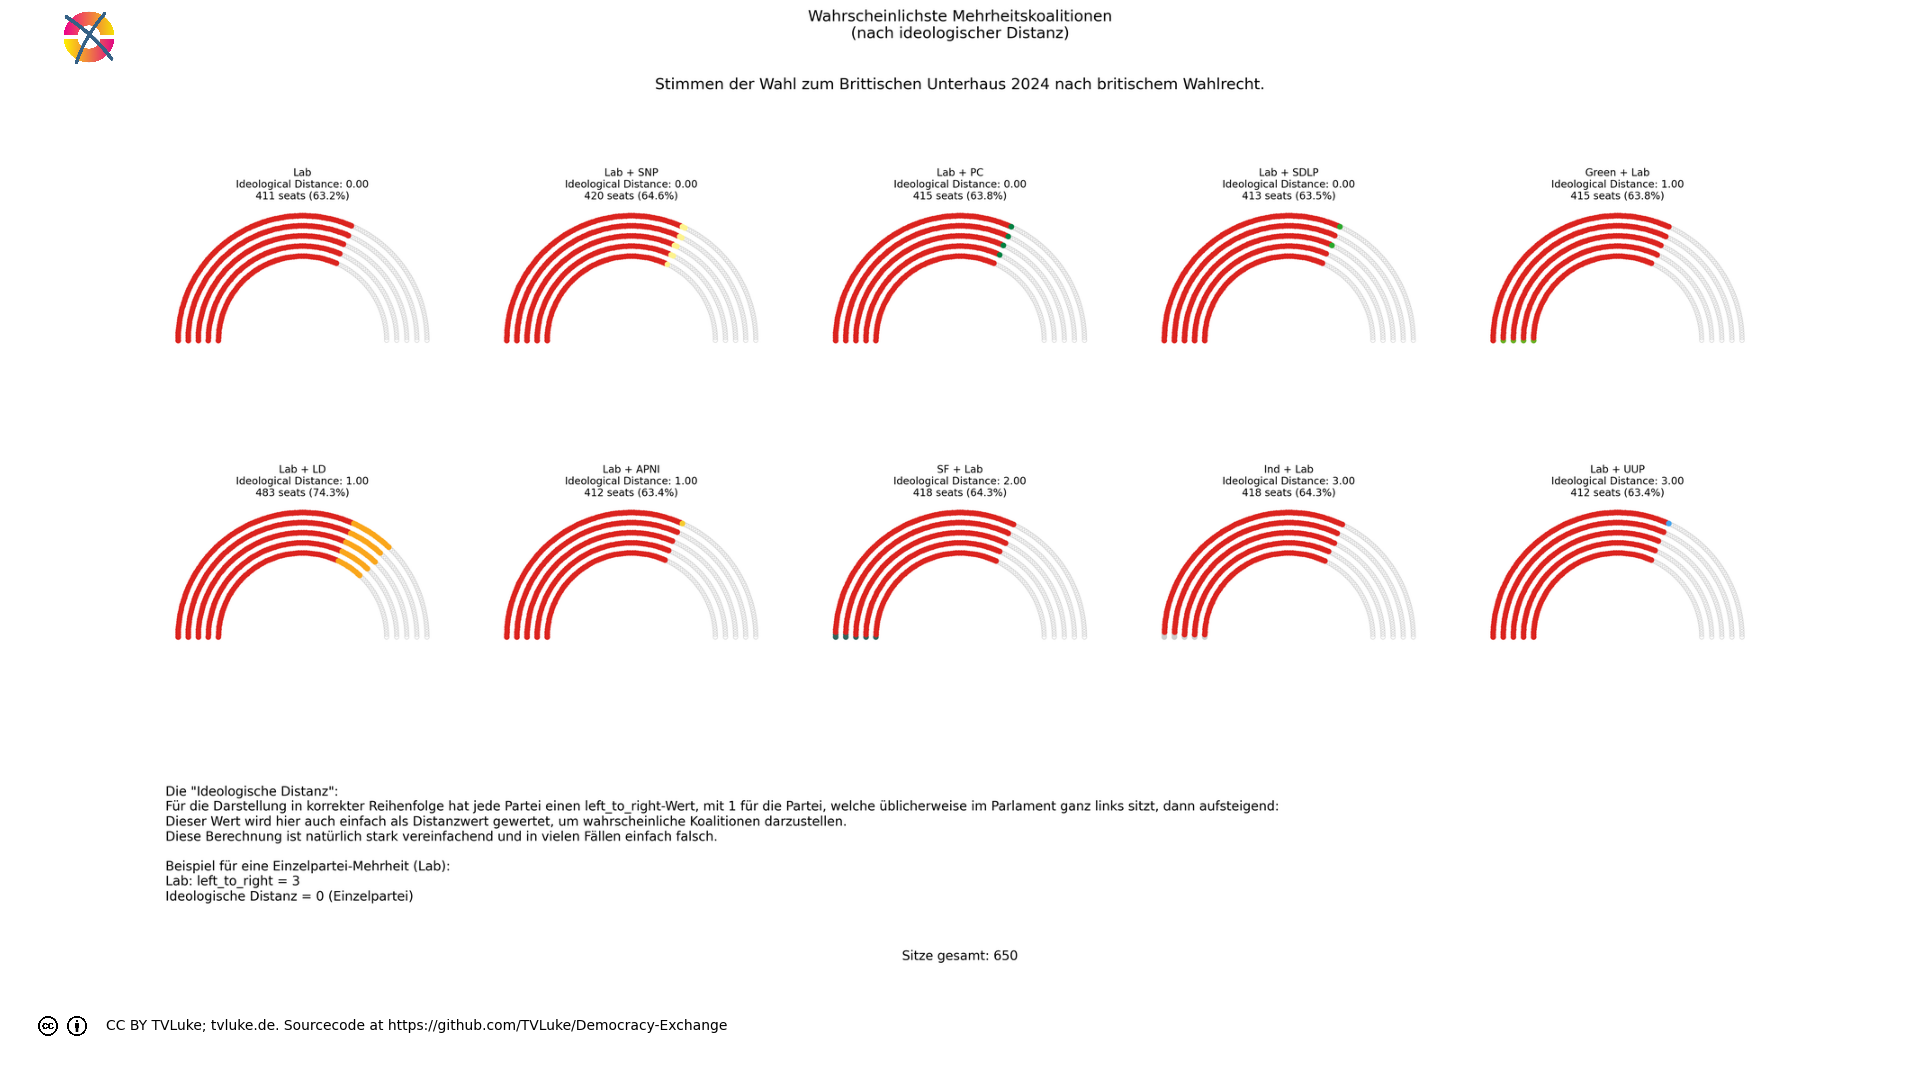 Wahrscheinlichste Mehrheitskoalitionen
(nach ideologischer Distanz)
Stimmen der Wahl zum Brittischen Unterhaus 2024 nach britischem Wahlrecht.
Lab
Ideological Distance: 0.00
411 seats (63.2%)
Lab + SNP
Ideological Distance: 0.00
420 seats (64.6%)
Lab + PC
Ideological Distance: 0.00
415 seats (63.8%)
Lab + SDLP
Ideological Distance: 0.00
413 seats (63.5%)
Green + Lab
Ideological Distance: 1.00
415 seats (63.8%)
Lab + LD
Ideological Distance: 1.00
483 seats (74.3%)
Lab + APNI
Ideological Distance: 1.00
412 seats (63.4%)
SF + Lab
Ideological Distance: 2.00
418 seats (64.3%)
Ind + Lab
Ideological Distance: 3.00
418 seats (64.3%)
Lab + UUP
Ideological Distance: 3.00
412 seats (63.4%)
Die "Ideologische Distanz":
Für die Darstellung in korrekter Reihenfolge hat jede Partei einen left_to_right-Wert, mit 1 für die Partei, welche üblicherweise im Parlament ganz links sitzt, dann aufsteigend:
Dieser Wert wird hier auch einfach als Distanzwert gewertet, um wahrscheinliche Koalitionen darzustellen.
Diese Berechnung ist natürlich stark vereinfachend und in vielen Fällen einfach falsch.
Beispiel für eine Einzelpartei-Mehrheit (Lab):
Lab: left_to_right = 3
Ideologische Distanz = 0 (Einzelpartei)
Sitze gesamt: 650
cc CC BY TVLuke; tvluke.de. Sourcecode at https://github.com/TVLuke/Democracy-Exchange